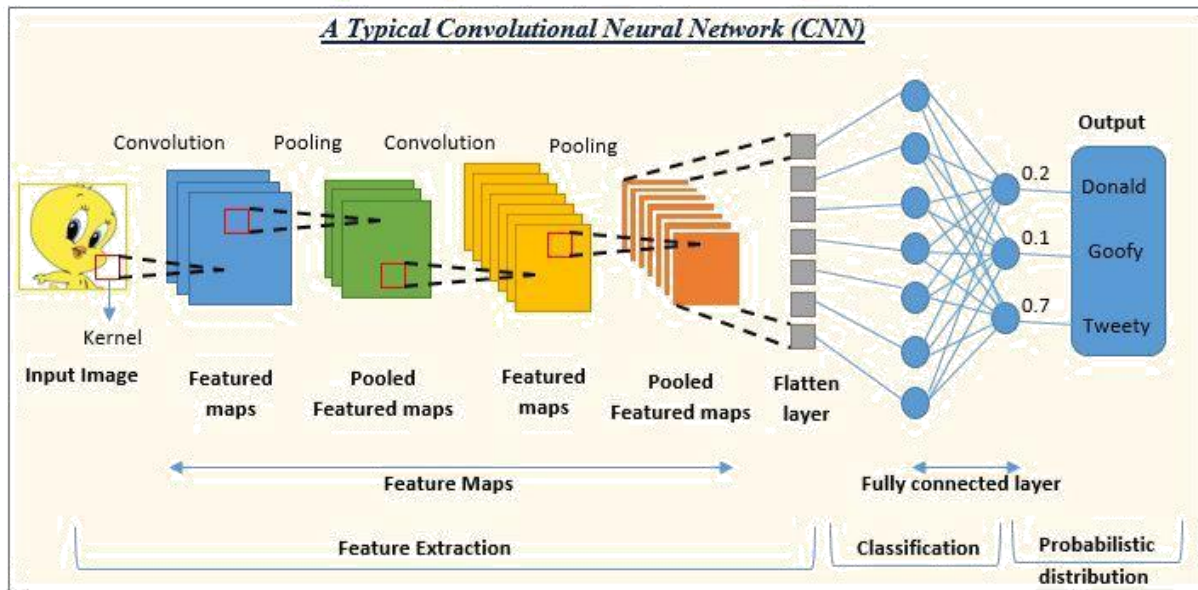 A Typical Convolutional Neural Network (CNN)
Convolution
Pooling
Convolution
Pooling
Output
0.2
Donald
0.1
Goofy
0.7
Tweety
Kernel
Input Image
Featured
maps
Pooled
Featured maps
Featured
maps
Pooled
Featured maps
Flatten
layer
Feature Maps
Fully connected layer
Feature Extraction
Classification
Probabilistic
distribution